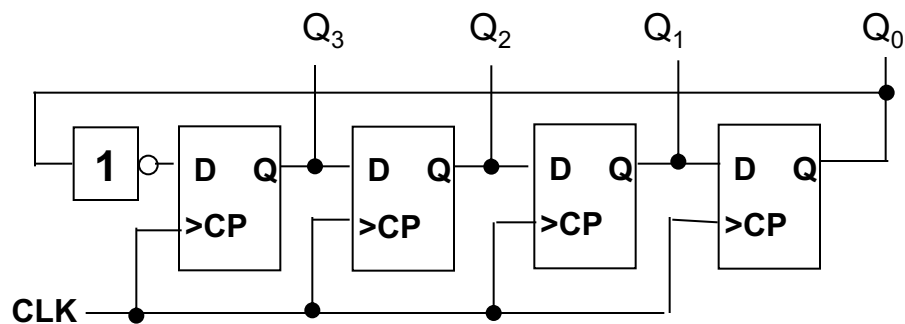 Q₃ Q₂ Q₁ Q₀
1 D Q D Q D Q D Q
>CP >CP >CP >CP
CLK